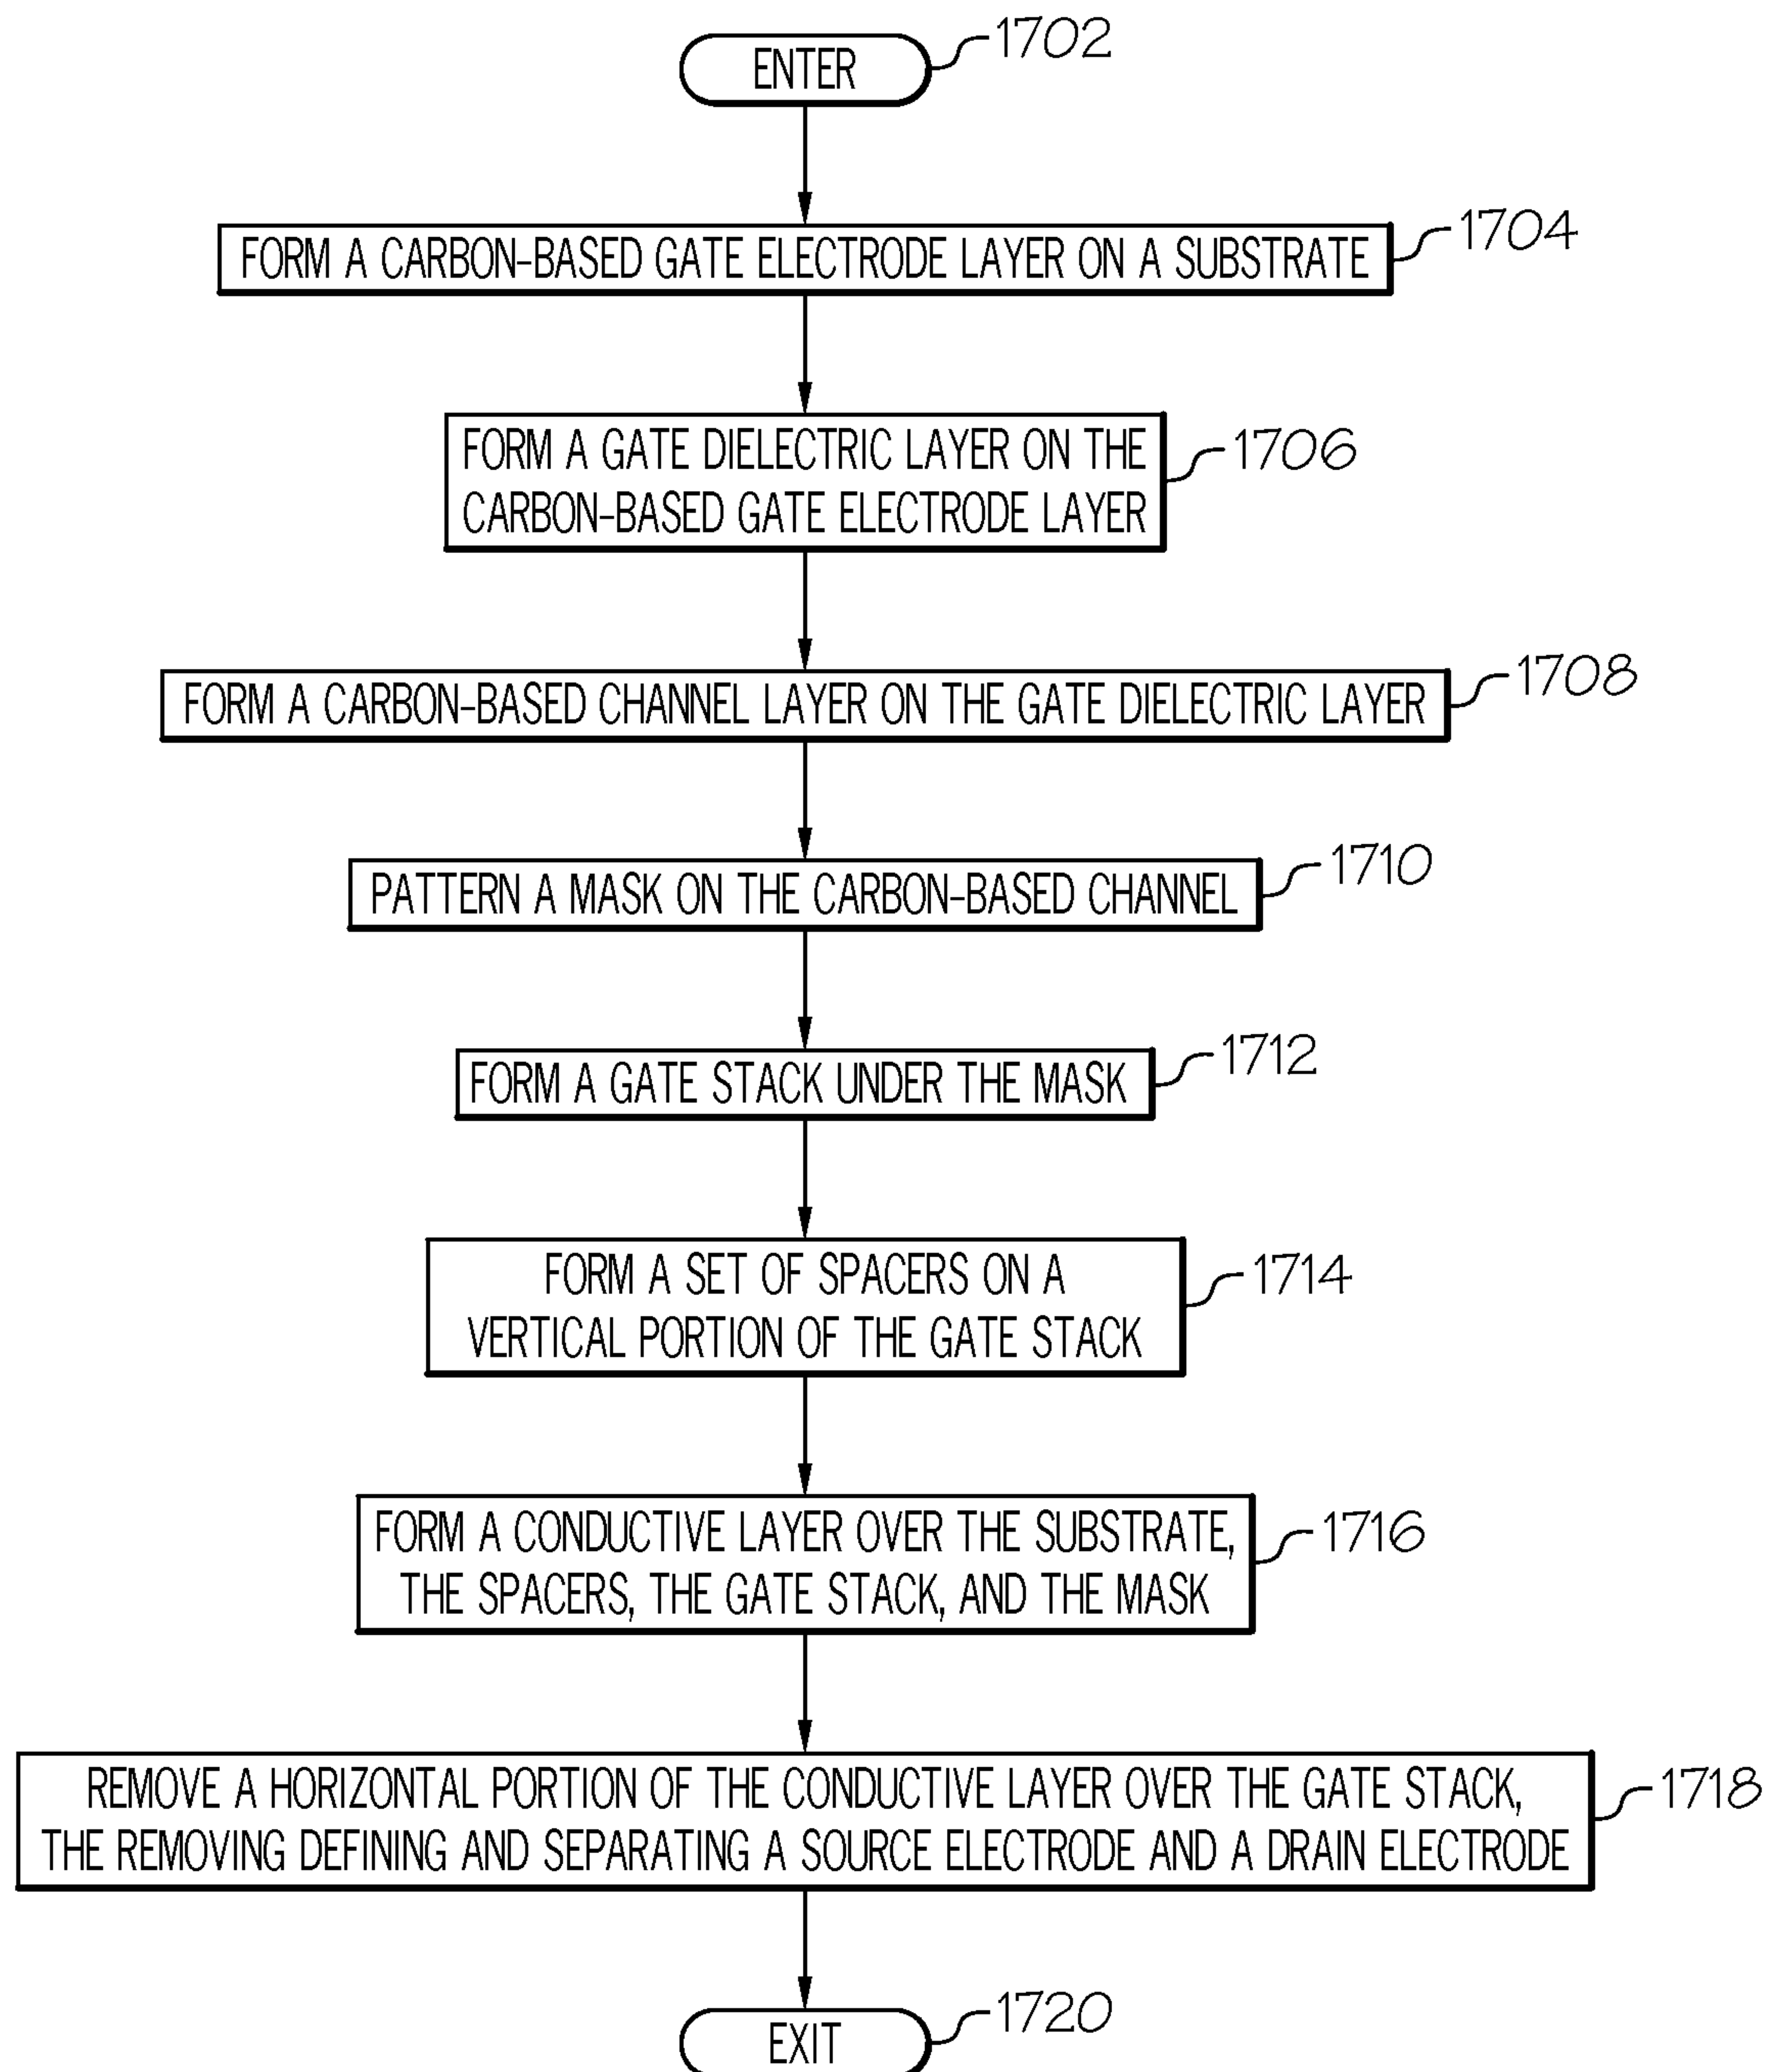 ENTER
1702
FORM A CARBON-BASED GATE ELECTRODE LAYER ON A SUBSTRATE
1704
FORM A GATE DIELECTRIC LAYER ON THE
CARBON-BASED GATE ELECTRODE LAYER
1706
FORM A CARBON-BASED CHANNEL LAYER ON THE GATE DIELECTRIC LAYER
1708
PATTERN A MASK ON THE CARBON-BASED CHANNEL
1710
FORM A GATE STACK UNDER THE MASK
1712
FORM A SET OF SPACERS ON A
VERTICAL PORTION OF THE GATE STACK
1714
FORM A CONDUCTIVE LAYER OVER THE SUBSTRATE,
THE SPACERS, THE GATE STACK, AND THE MASK
1716
REMOVE A HORIZONTAL PORTION OF THE CONDUCTIVE LAYER OVER THE GATE STACK,
THE REMOVING DEFINING AND SEPARATING A SOURCE ELECTRODE AND A DRAIN ELECTRODE
1718
EXIT
1720